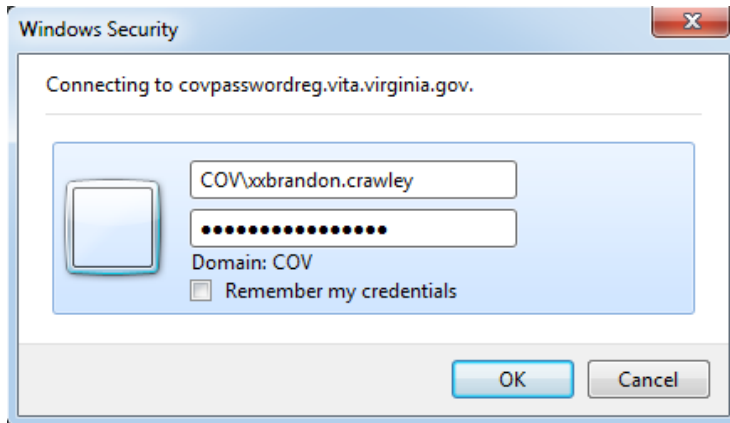 Windows Security
Connecting to covpasswordreg.vita.virginia.gov.
COV\xxbrandon.crawley
●●●●●●●●●●●●●●●●
Domain: COV
Remember my credentials
OK
Cancel